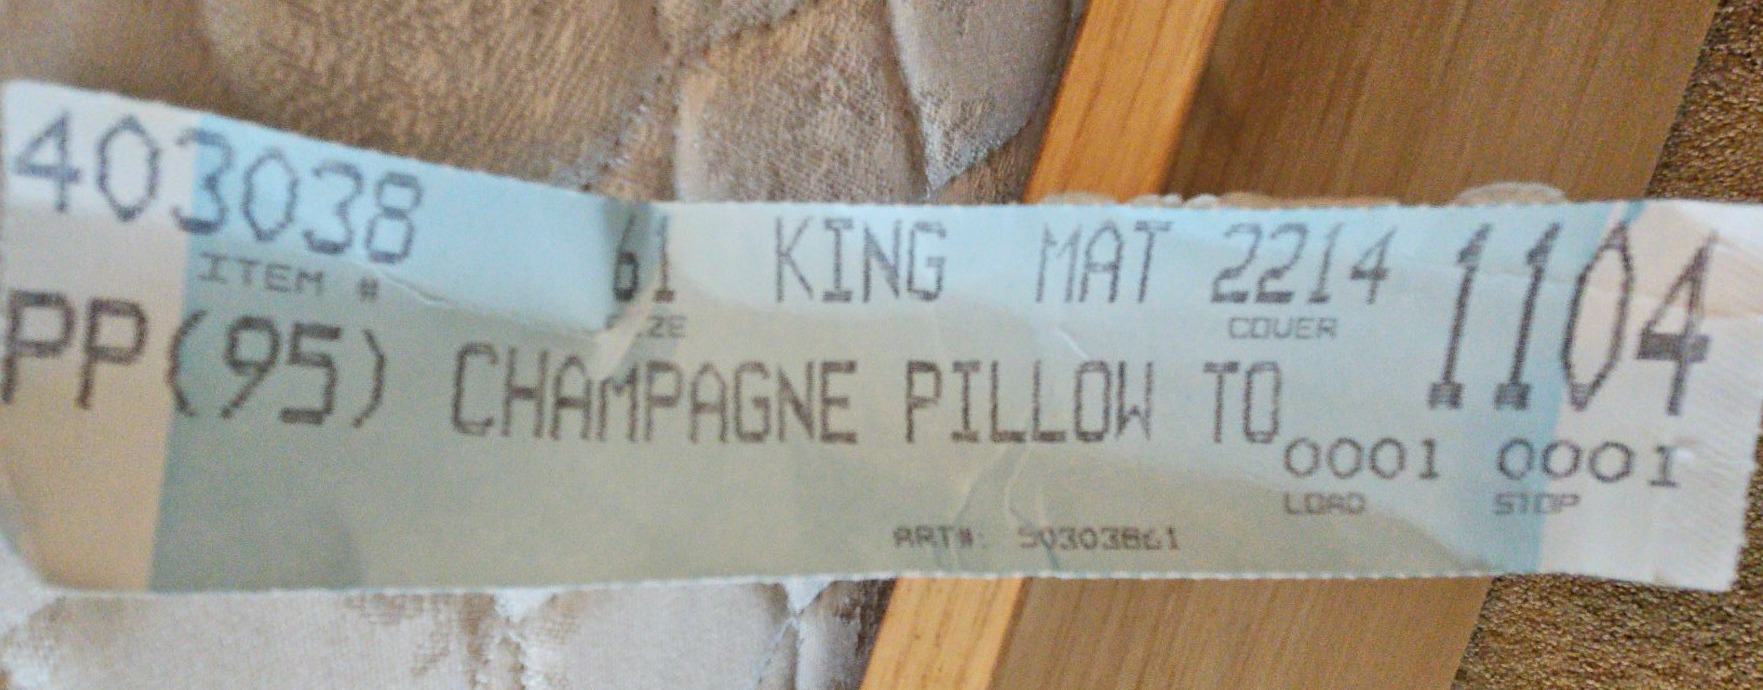 403038 61 KING MAT 2214 1104
ITEM # COVER
PP(95) CHAMPAGNE PILLOW TO
0001 0001
LOAD STOP
ART#: 50303861